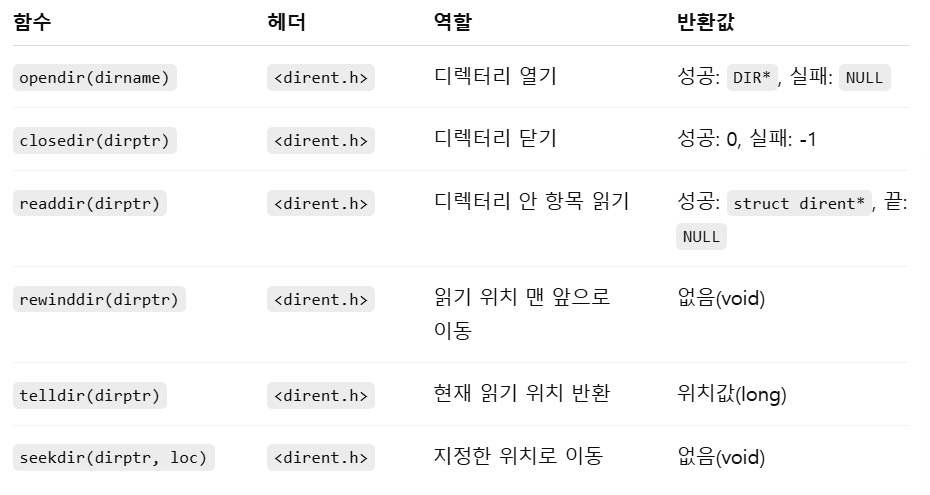 함수 헤더 역할 반환값
opendir(dirname) <dirent.h> 디렉터리 열기 성공: DIR*, 실패: NULL
closedir(dirptr) <dirent.h> 디렉터리 닫기 성공: 0, 실패: -1
readdir(dirptr) <dirent.h> 디렉터리 안 항목 읽기 성공: struct dirent*, 끝:
NULL
rewinddir(dirptr) <dirent.h> 읽기 위치 맨 앞으로 없음(void)
이동
telldir(dirptr) <dirent.h> 현재 읽기 위치 반환 위치값(long)
seekdir(dirptr, loc) <dirent.h> 지정한 위치로 이동 없음(void)